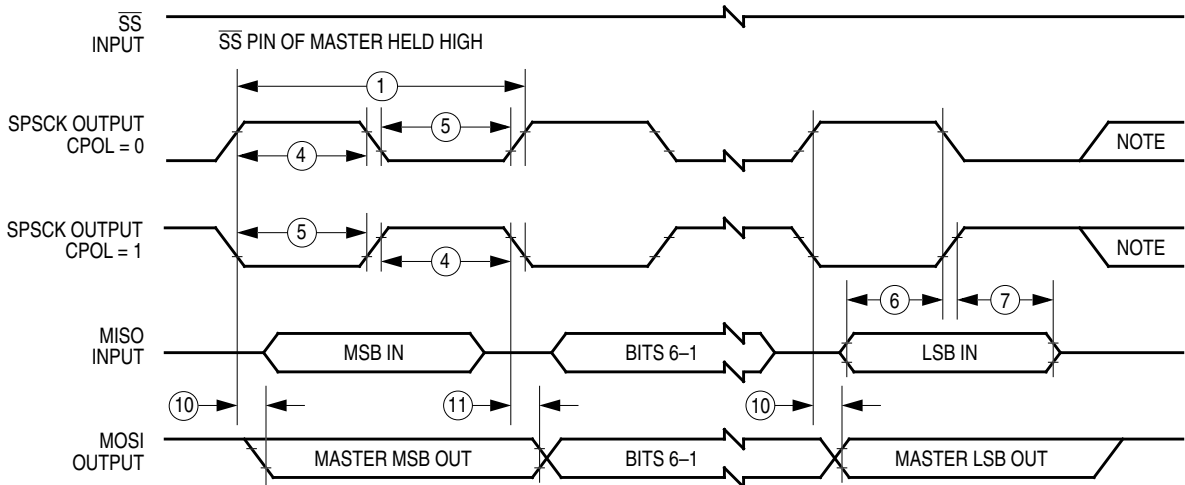 SS
INPUT
SS PIN OF MASTER HELD HIGH
1
SPSCK OUTPUT
CPOL = 0
5
4
NOTE
SPSCK OUTPUT
CPOL = 1
5
4
NOTE
6
7
MISO
INPUT
MSB IN
BITS 6–1
LSB IN
10
11
10
MOSI
OUTPUT
MASTER MSB OUT
BITS 6–1
MASTER LSB OUT